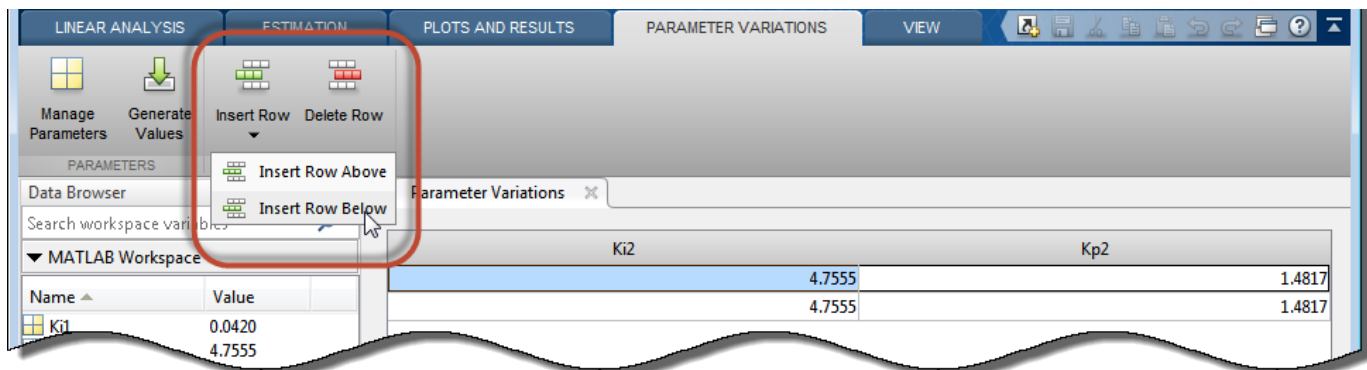 LINEAR ANALYSIS ESTIMATION PLOTS AND RESULTS PARAMETER VARIATIONS VIEW
Manage Parameters
Generate Values
Insert Row
Delete Row
PARAMETERS
Insert Row Above
Insert Row Below
Data Browser
Search workspace variables
MATLAB Workspace
Name Value
Ki1 0.0420
4.7555
Parameter Variations
Ki2 Kp2
4.7555 1.4817
4.7555 1.4817